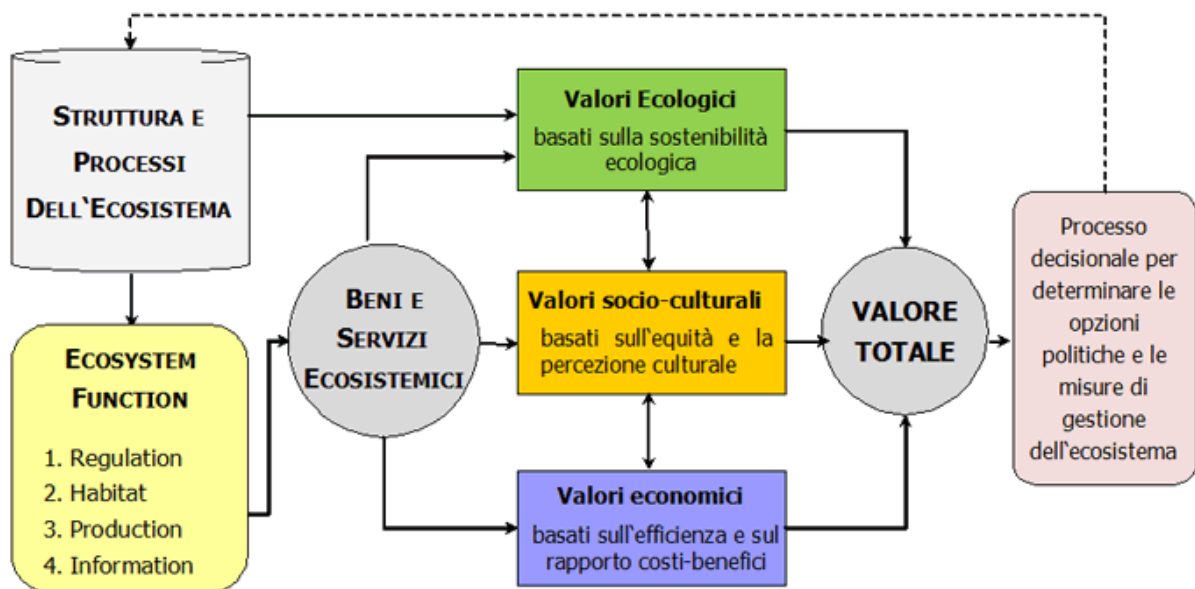 STRUTTURA E
PROCESSI
DELL'ECOSISTEMA
ECOSYSTEM
FUNCTION
1. Regulation
2. Habitat
3. Production
4. Information
BENI E
SERVIZI
ECOSISTEMICI
Valori Ecologici
basati sulla sostenibilità
ecologica
Valori socio-culturali
basati sull'equità e la
percezione culturale
Valori economici
basati sull'efficienza e sul
rapporto costi-benefici
VALORE
TOTALE
Processo
decisionale per
determinare le
opzioni
politiche e le
misure di
gestione
dell'ecosistema